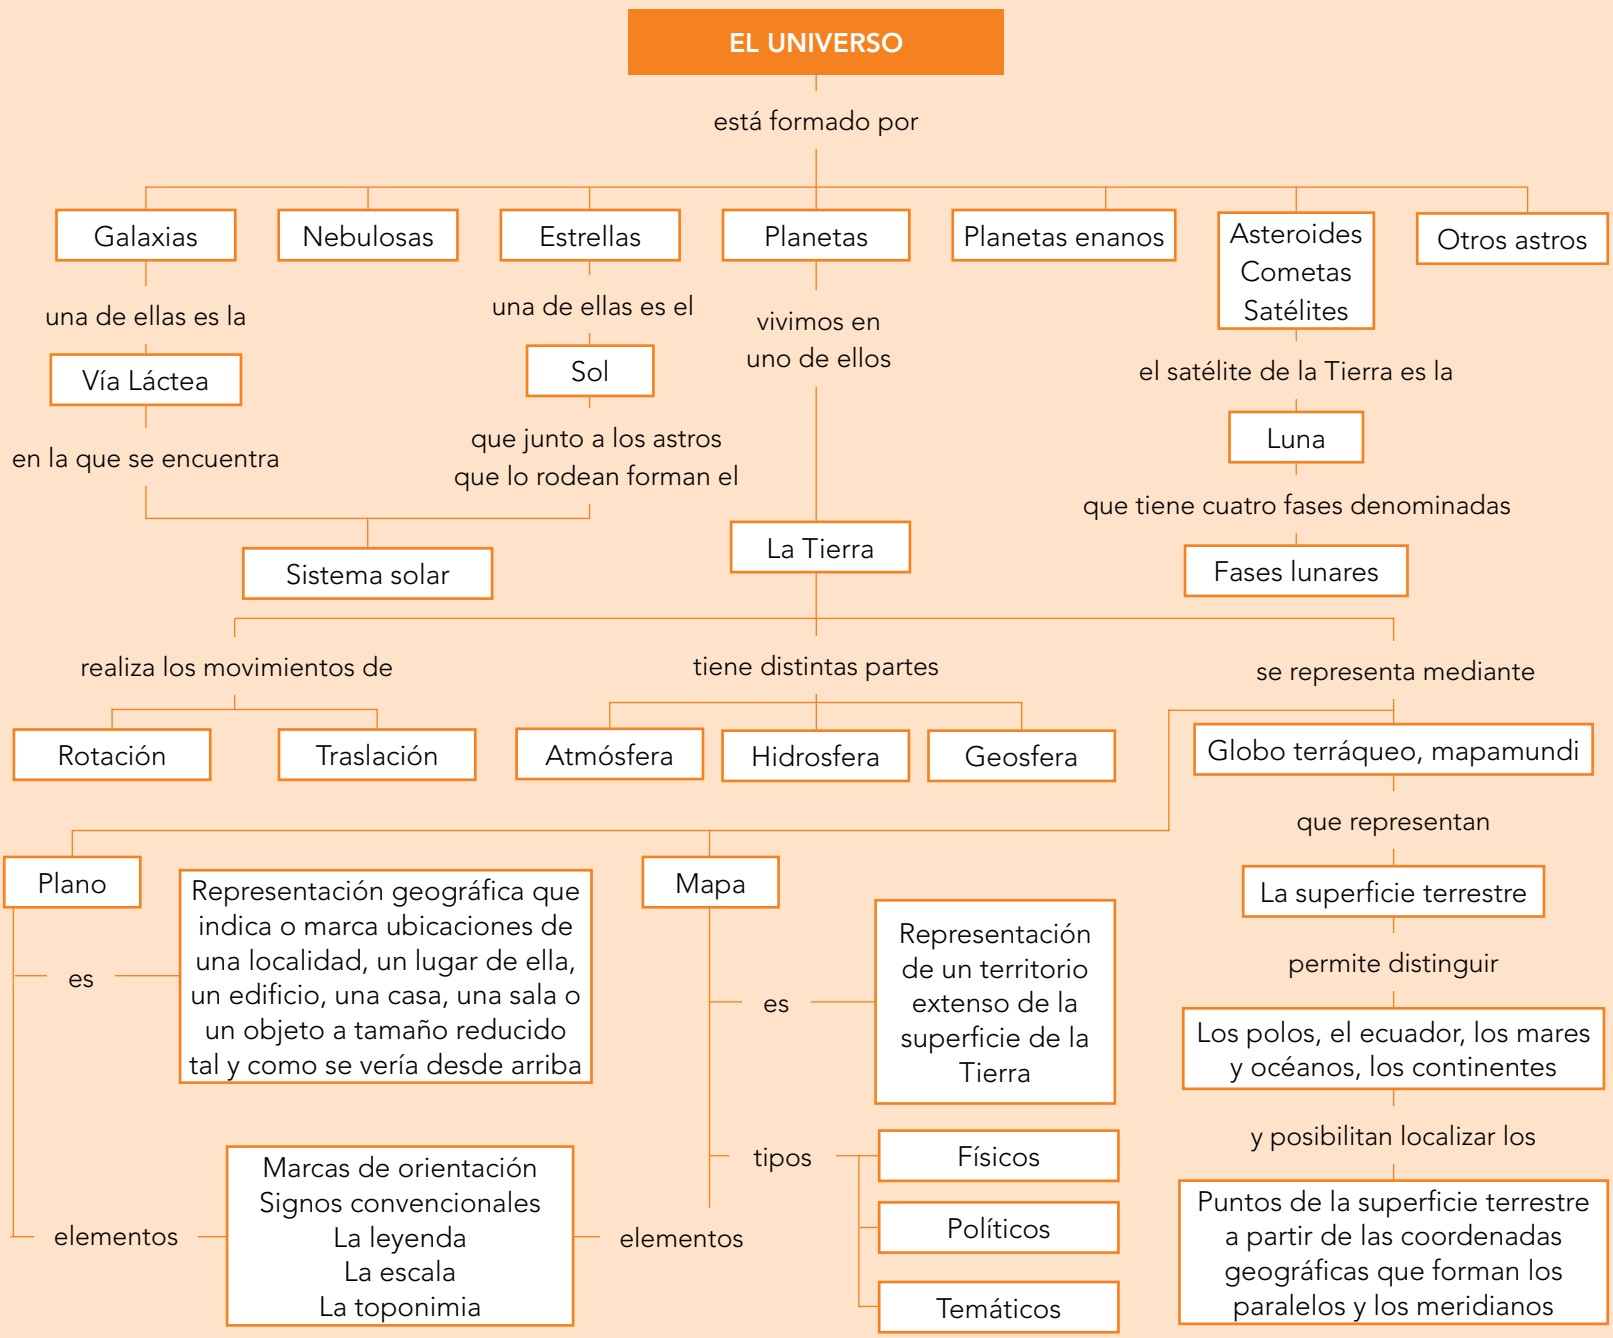 EL UNIVERSO
está formado por
Galaxias
Nebulosas
Estrellas
Planetas
Planetas enanos
Asteroides
Cometas
Satélites
Otros astros
una de ellas es la
Vía Láctea
en la que se encuentra
una de ellas es el
Sol
que junto a los astros
que lo rodean forman el
Sistema solar
vivimos en
uno de ellos
La Tierra
el satélite de la Tierra es la
Luna
que tiene cuatro fases denominadas
Fases lunares
realiza los movimientos de
Rotación
Traslación
tiene distintas partes
Atmósfera
Hidrosfera
Geosfera
se representa mediante
Globo terráqueo, mapamundi
que representan
La superficie terrestre
permite distinguir
Los polos, el ecuador, los mares
y océanos, los continentes
y posibilitan localizar los
Puntos de la superficie terrestre
a partir de las coordenadas
geográficas que forman los
paralelos y los meridianos
Plano
es
Representación geográfica que
indica o marca ubicaciones de
una localidad, un lugar de ella,
un edificio, una casa, una sala o
un objeto a tamaño reducido
tal y como se vería desde arriba
elementos
Marcas de orientación
Signos convencionales
La leyenda
La escala
La toponimia
Mapa
es
Representación
de un territorio
extenso de la
superficie de la
Tierra
tipos
Físicos
Políticos
Temáticos
elementos